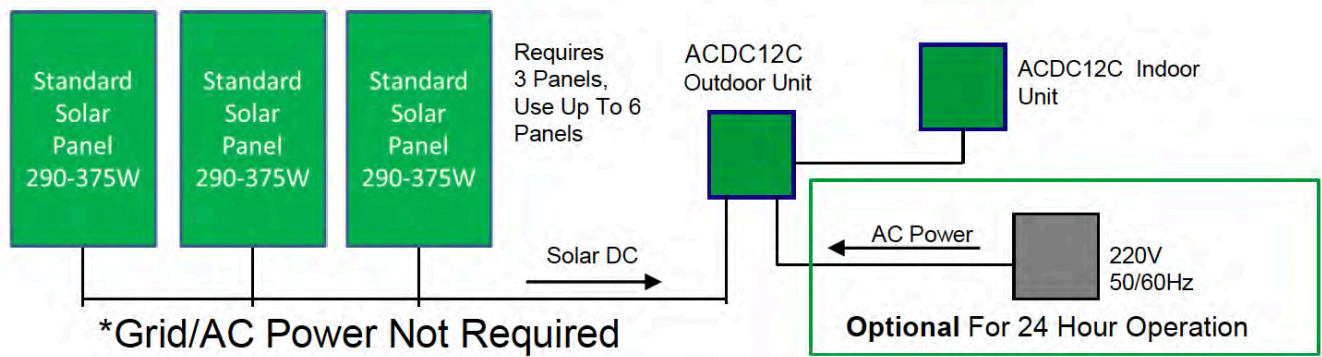 Standard
Solar
Panel
290-375W
Standard
Solar
Panel
290-375W
Standard
Solar
Panel
290-375W
Requires
3 Panels,
Use Up To 6
Panels
ACDC12C
Outdoor Unit
ACDC12C Indoor
Unit
Solar DC
AC Power
220V
50/60Hz
*Grid/AC Power Not Required
Optional For 24 Hour Operation